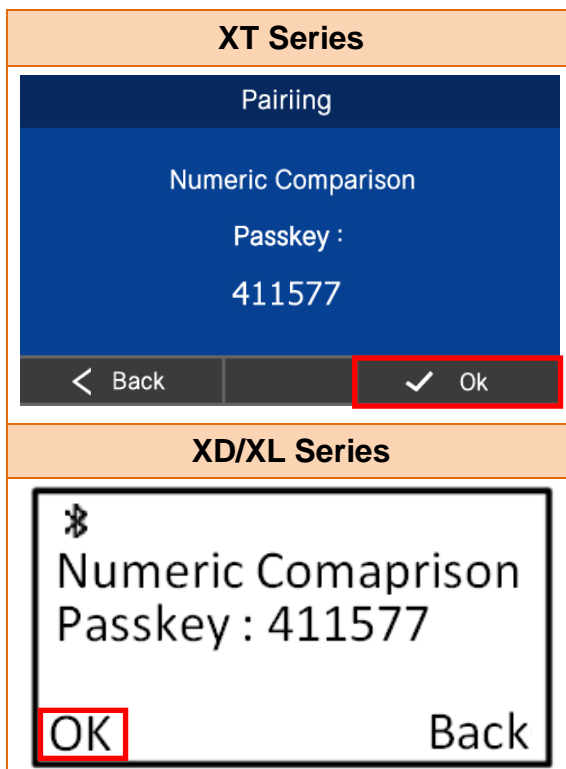 XT Series
Pairiing
Numeric Comparison
Passkey :
411577
Back Ok
XD/XL Series
Numeric Comaprison
Passkey : 411577
OK Back